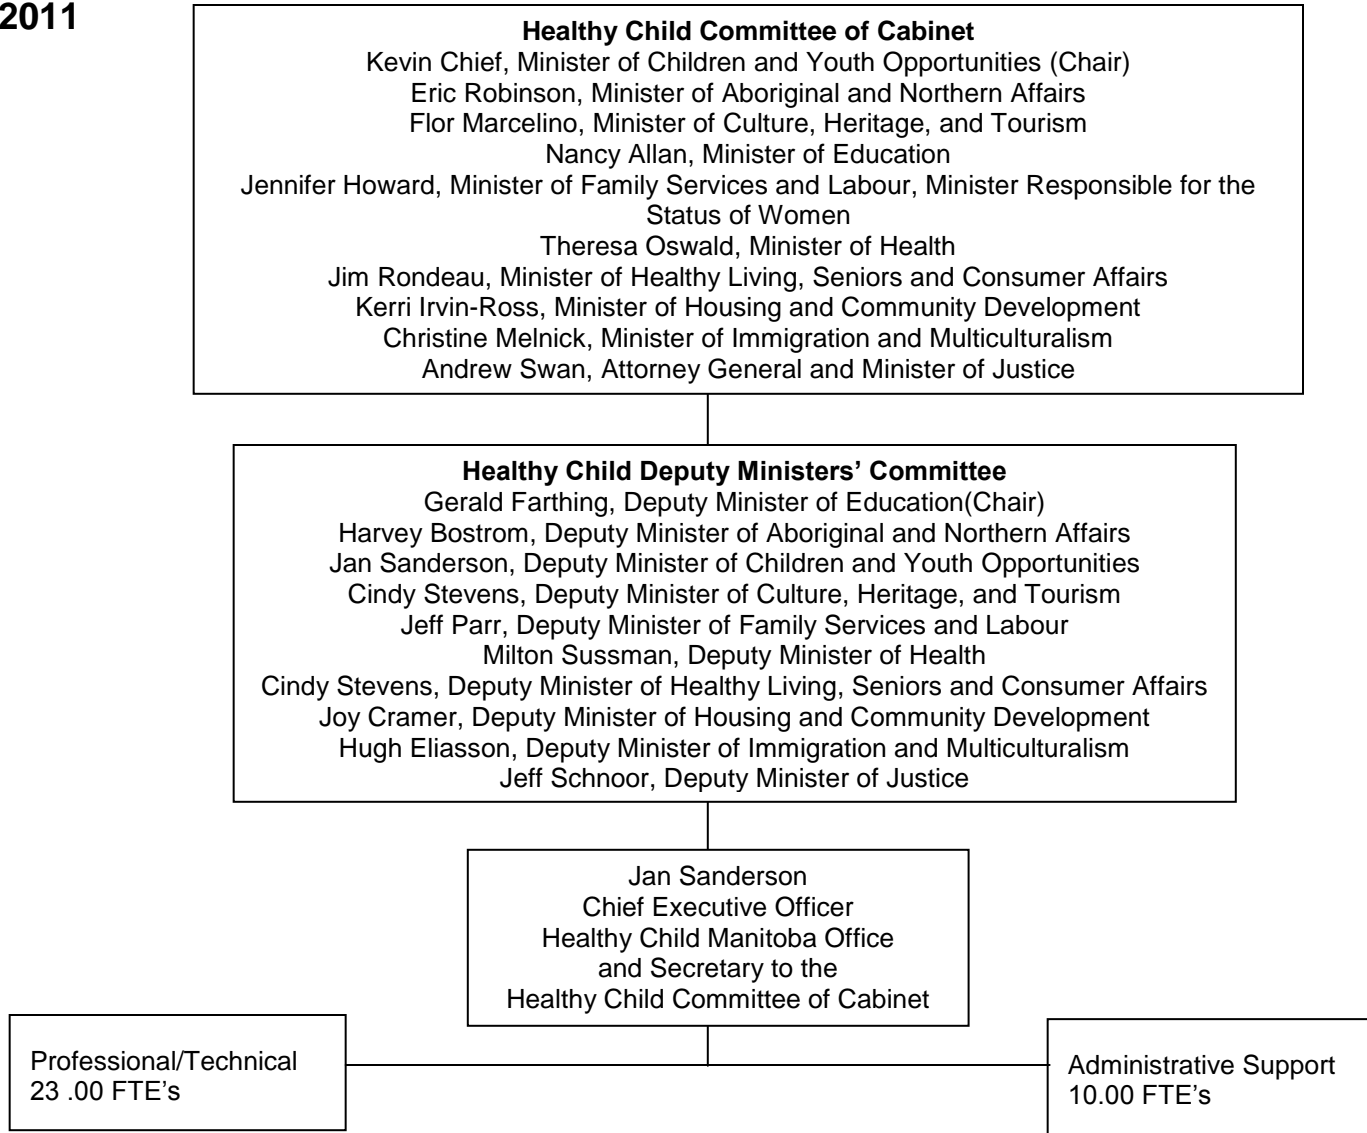 2011
Healthy Child Committee of Cabinet
Kevin Chief, Minister of Children and Youth Opportunities (Chair)
Eric Robinson, Minister of Aboriginal and Northern Affairs
Flor Marcelino, Minister of Culture, Heritage, and Tourism
Nancy Allan, Minister of Education
Jennifer Howard, Minister of Family Services and Labour, Minister Responsible for the
Status of Women
Theresa Oswald, Minister of Health
Jim Rondeau, Minister of Healthy Living, Seniors and Consumer Affairs
Kerri Irvin-Ross, Minister of Housing and Community Development
Christine Melnick, Minister of Immigration and Multiculturalism
Andrew Swan, Attorney General and Minister of Justice
Healthy Child Deputy Ministers’ Committee
Gerald Farthing, Deputy Minister of Education(Chair)
Harvey Bostrom, Deputy Minister of Aboriginal and Northern Affairs
Jan Sanderson, Deputy Minister of Children and Youth Opportunities
Cindy Stevens, Deputy Minister of Culture, Heritage, and Tourism
Jeff Parr, Deputy Minister of Family Services and Labour
Milton Sussman, Deputy Minister of Health
Cindy Stevens, Deputy Minister of Healthy Living, Seniors and Consumer Affairs
Joy Cramer, Deputy Minister of Housing and Community Development
Hugh Eliasson, Deputy Minister of Immigration and Multiculturalism
Jeff Schnoor, Deputy Minister of Justice
Jan Sanderson
Chief Executive Officer
Healthy Child Manitoba Office
and Secretary to the
Healthy Child Committee of Cabinet
Professional/Technical
23 .00 FTE’s
Administrative Support
10.00 FTE’s